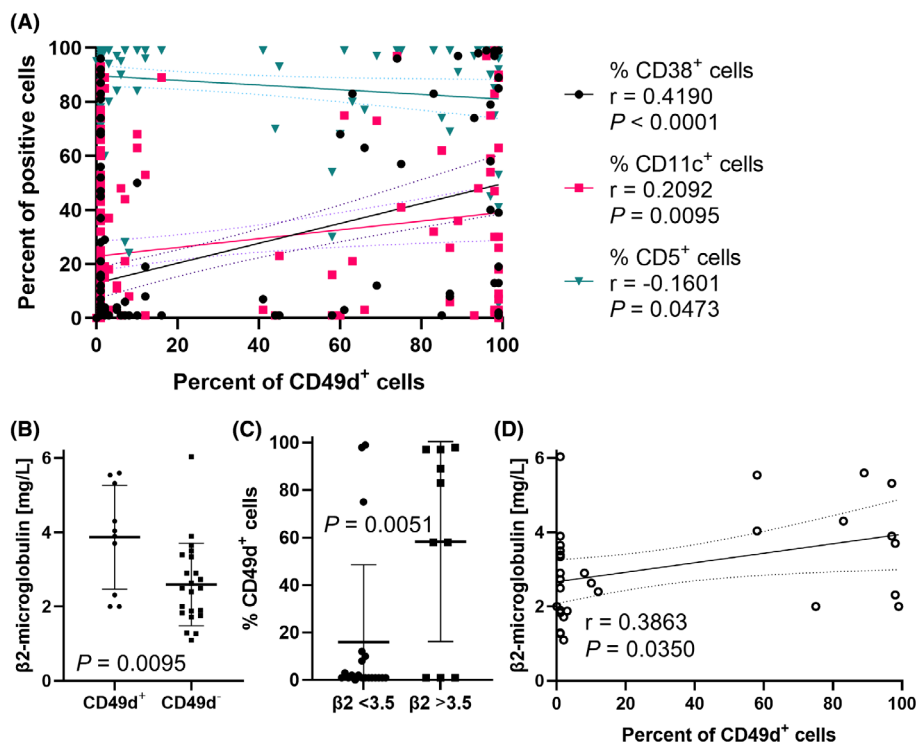 (A)
Percent of positive cells
100
80
60
40
20
0
0 20 40 60 80 100
Percent of CD49d⁺ cells
% CD38⁺ cells
r = 0.4190
P < 0.0001
% CD11c⁺ cells
r = 0.2092
P = 0.0095
% CD5⁺ cells
r = -0.1601
P = 0.0473
(B)
β2-microglobulin [mg/L]
6
4
2
0
P = 0.0095
CD49d⁺ CD49d⁻
(C)
% CD49d⁺ cells
100
80
60
40
20
0
P = 0.0051
β2 <3.5 β2 >3.5
(D)
β2-microglobulin [mg/L]
6
4
2
0
r = 0.3863
P = 0.0350
0 20 40 60 80 100
Percent of CD49d⁺ cells